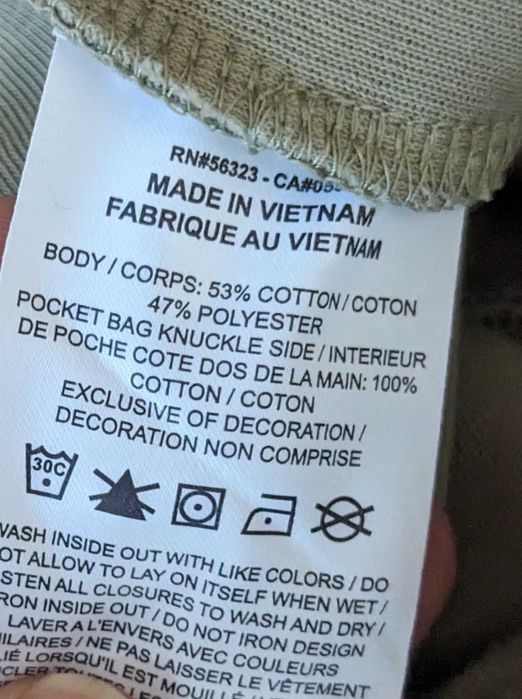 RN#56323 - CA#05
MADE IN VIETNAM
FABRIQUE AU VIETNAM
BODY / CORPS: 53% COTTON / COTON
47% POLYESTER
POCKET BAG KNUCKLE SIDE / INTERIEUR
DE POCHE COTE DOS DE LA MAIN: 100%
COTTON / COTON
EXCLUSIVE OF DECORATION /
DECORATION NON COMPRISE
30C
WASH INSIDE OUT WITH LIKE COLORS / DO
OT ALLOW TO LAY ON ITSELF WHEN WET /
STEN ALL CLOSURES TO WASH AND DRY /
RON INSIDE OUT / DO NOT IRON DESIGN
LAVER A L'ENVERS AVEC COULEURS
ILAIRES / NE PAS LAISSER LE VÊTEMENT
IÉ LORSQU'IL EST MOUILLÉ